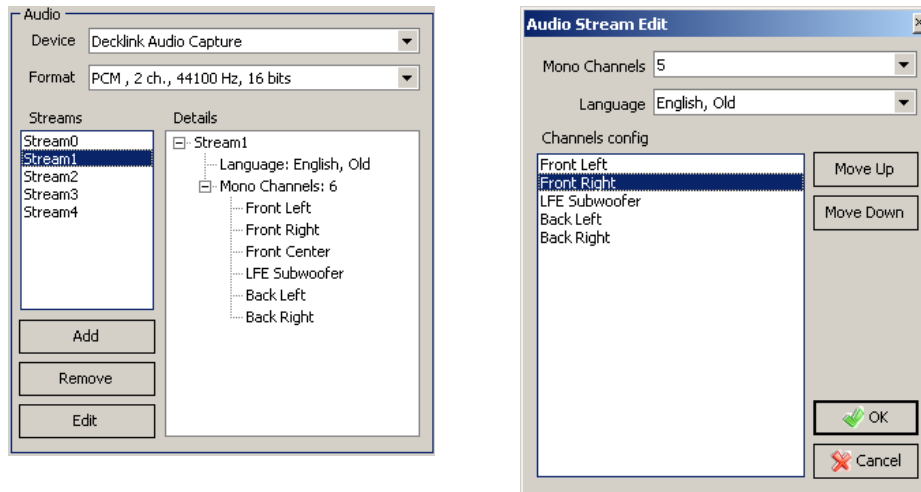 Audio
Device Decklink Audio Capture
Format PCM , 2 ch., 44100 Hz, 16 bits
Streams
Stream0
Stream1
Stream2
Stream3
Stream4
Add
Remove
Edit
Details
Stream1
Language: English, Old
Mono Channels: 6
Front Left
Front Right
Front Center
LFE Subwoofer
Back Left
Back Right
Audio Stream Edit
Mono Channels 5
Language English, Old
Channels config
Front Left
Front Right
LFE Subwoofer
Back Left
Back Right
Move Up
Move Down
OK
Cancel